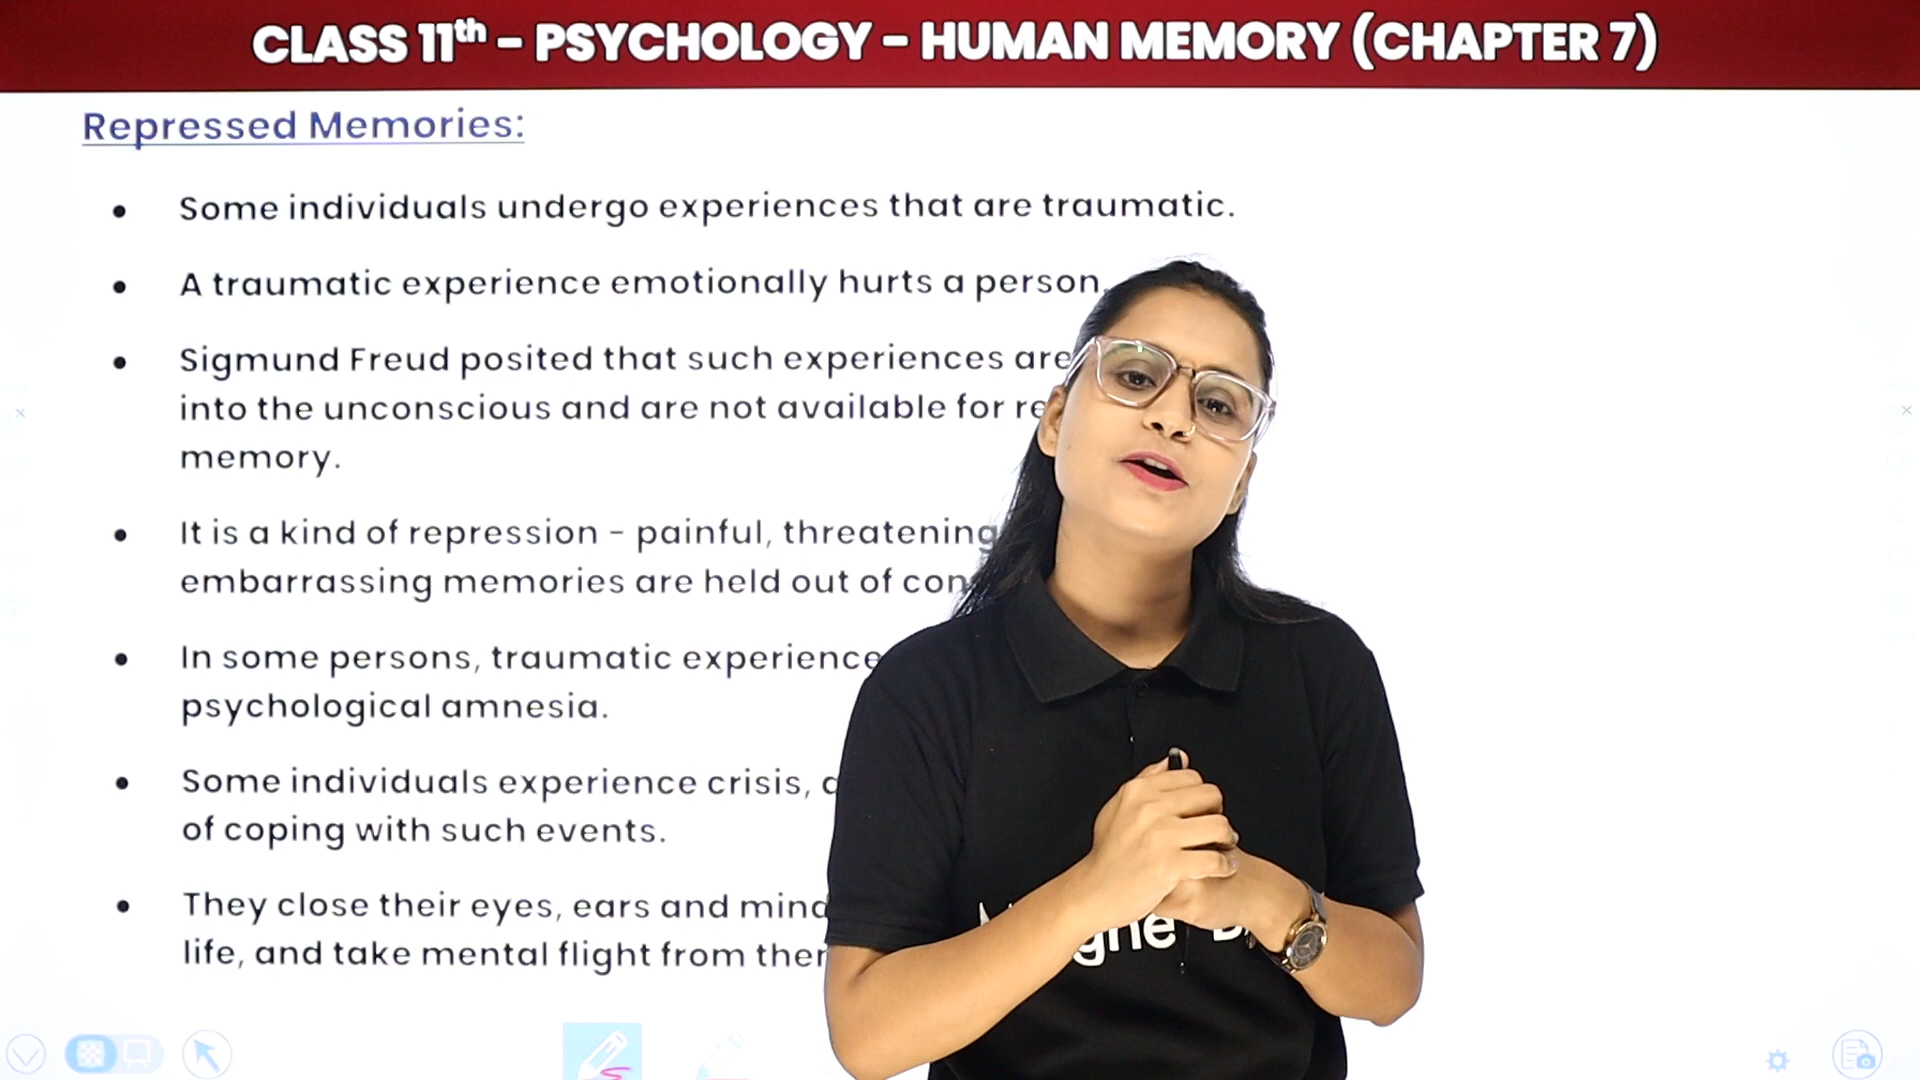 CLASS 11th - PSYCHOLOGY - HUMAN MEMORY (CHAPTER 7)
Repressed Memories:
• Some individuals undergo experiences that are traumatic.
• A traumatic experience emotionally hurts a person.
• Sigmund Freud posited that such experiences are
into the unconscious and are not available for
memory.
• It is a kind of repression - painful, threatening
embarrassing memories are held out of
• In some persons, traumatic experience
psychological amnesia.
• Some individuals experience crisis,
of coping with such events.
• They close their eyes, ears and mind
life, and take mental flight from